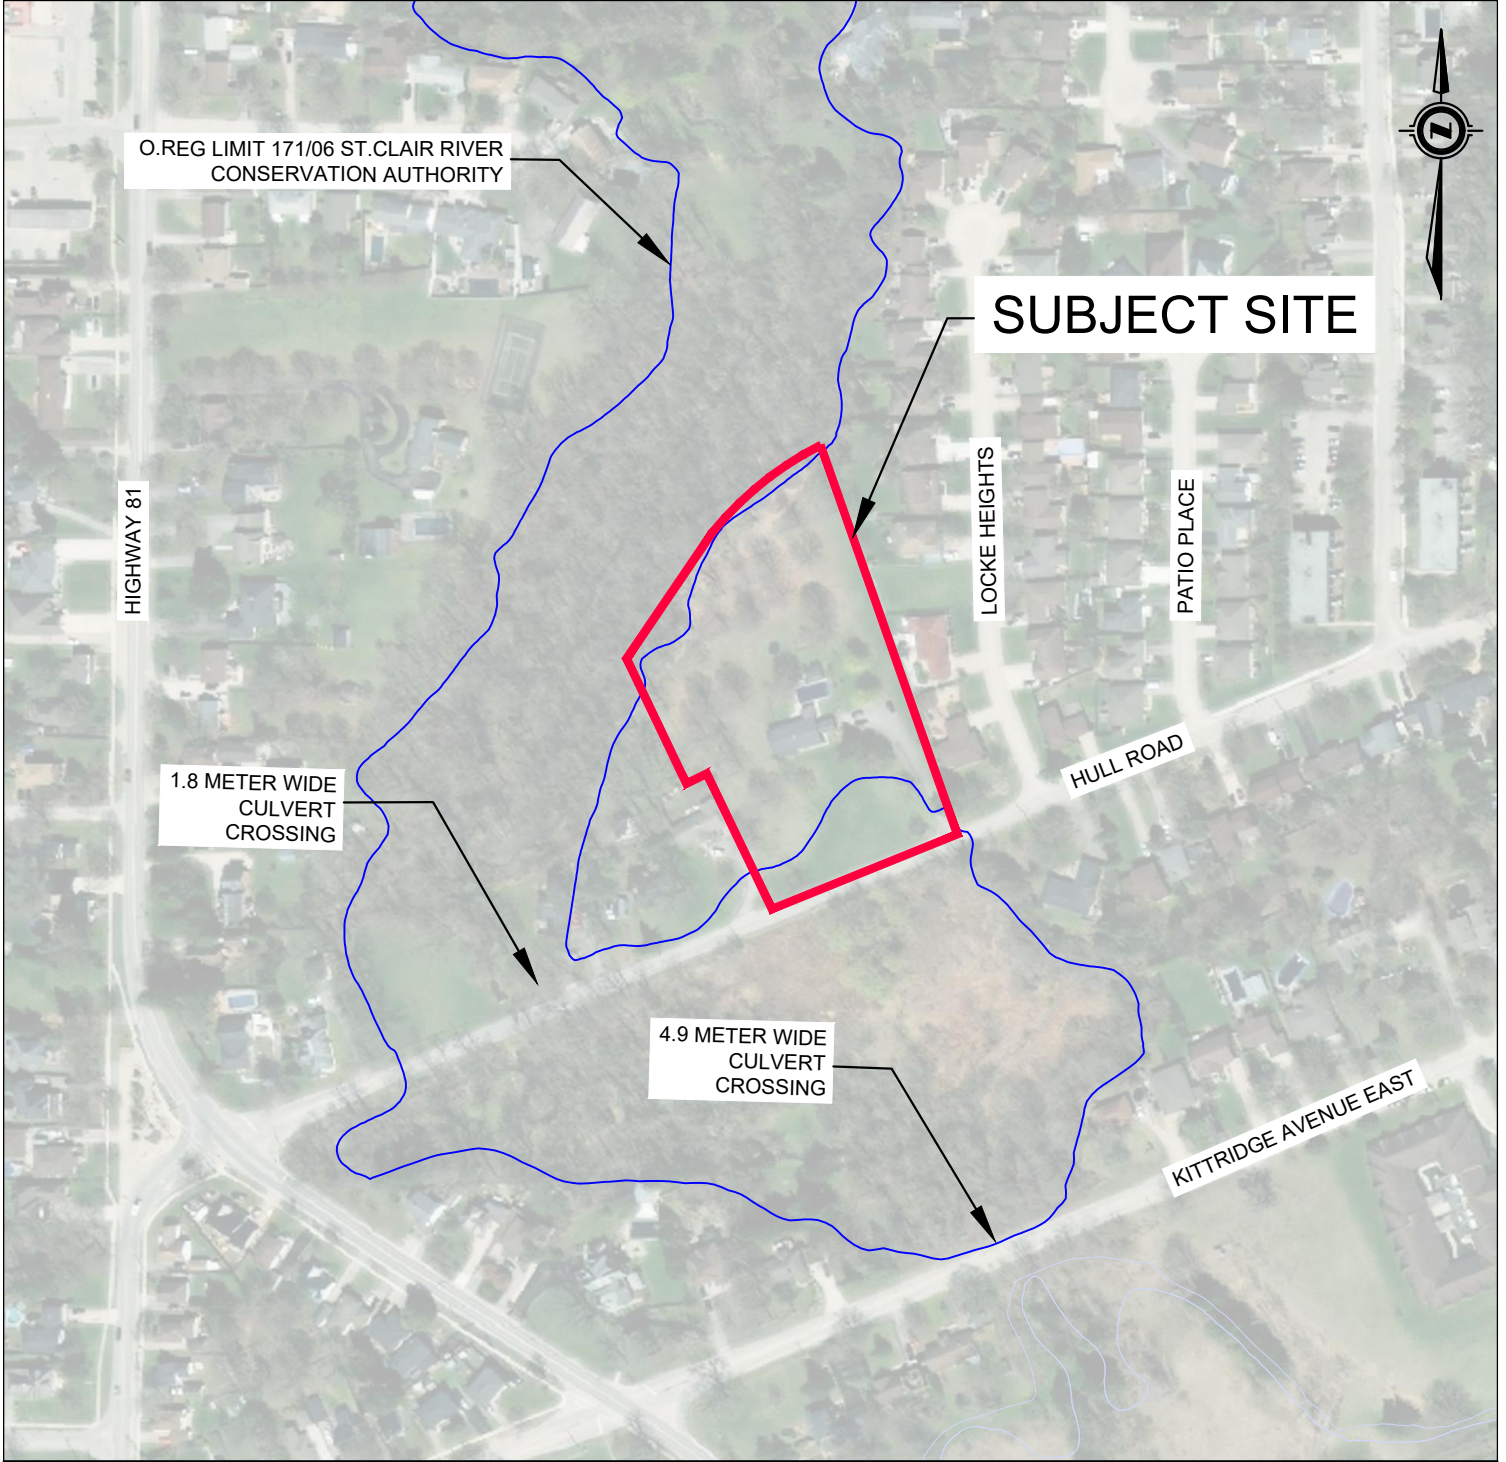 O.REG LIMIT 171/06 ST.CLAIR RIVER
CONSERVATION AUTHORITY
N
SUBJECT SITE
HIGHWAY 81
LOCKE HEIGHTS
PATIO PLACE
HULL ROAD
1.8 METER WIDE
CULVERT
CROSSING
4.9 METER WIDE
CULVERT
CROSSING
KITTRIDGE AVENUE EAST